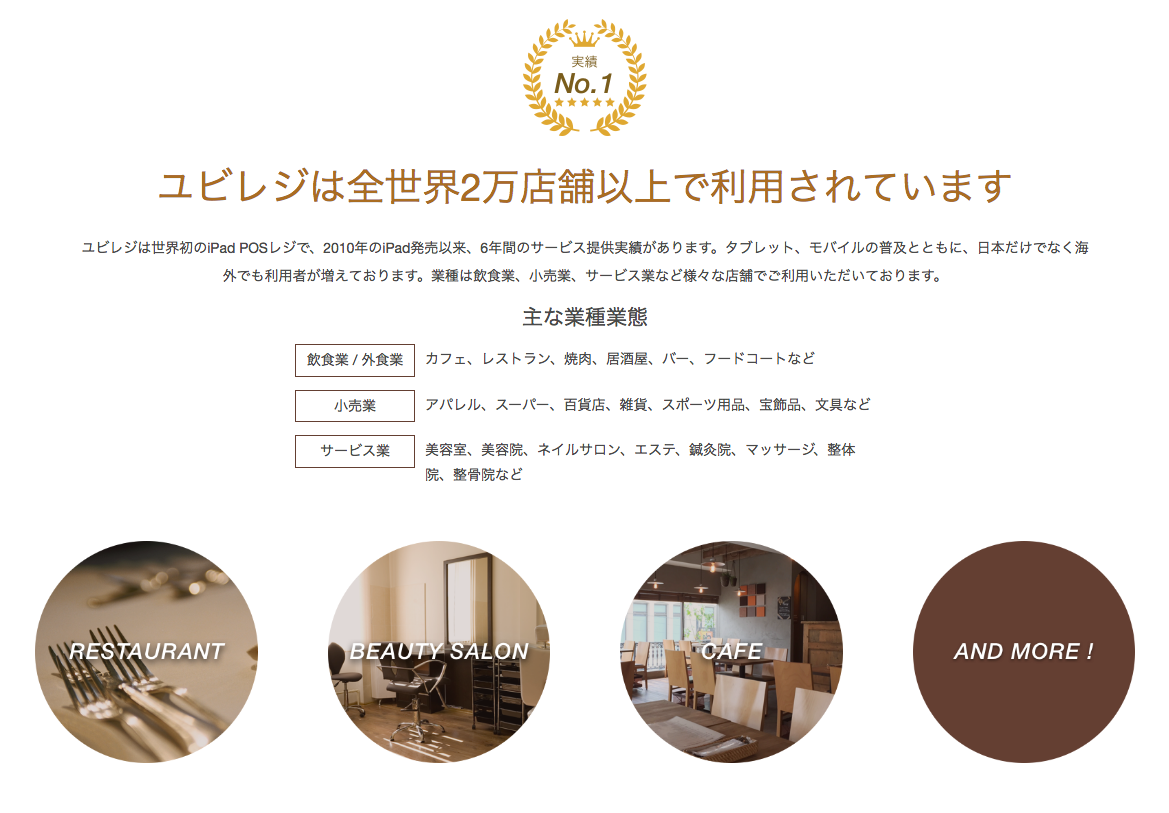 実績
No.1
ユビレジは全世界2万店舗以上で利用されています
ユビレジは世界初のiPad POSレジで、2010年のiPad発売以来、6年間のサービス提供実績があります。タブレット、モバイルの普及とともに、日本だけでなく海
外でも利用者が増えております。業種は飲食業、小売業、サービス業など様々な店舗でご利用いただいております。
主な業種業態
飲食業 / 外食業 カフェ、レストラン、焼肉、居酒屋、バー、フードコートなど
小売業 アパレル、スーパー、百貨店、雑貨、スポーツ用品、宝飾品、文具など
サービス業 美容室、美容院、ネイルサロン、エステ、鍼灸院、マッサージ、整体
院、整骨院など
RESTAURANT BEAUTY SALON CAFE AND MORE !